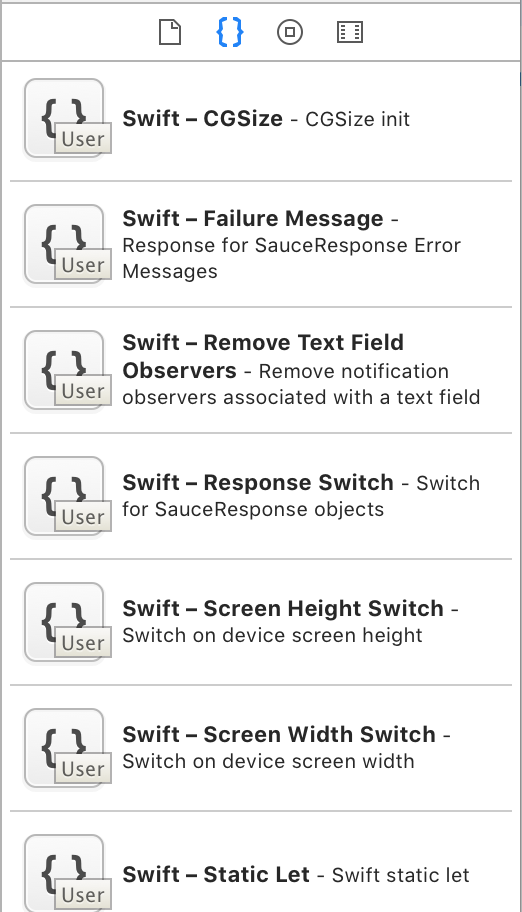 { }
{ }
User
Swift – CGSize - CGSize init
{ }
User
Swift – Failure Message -
Response for SauceResponse Error
Messages
{ }
User
Swift – Remove Text Field
Observers - Remove notification
observers associated with a text field
{ }
User
Swift – Response Switch - Switch
for SauceResponse objects
{ }
User
Swift – Screen Height Switch -
Switch on device screen height
{ }
User
Swift – Screen Width Switch -
Switch on device screen width
{ }
User
Swift – Static Let - Swift static let